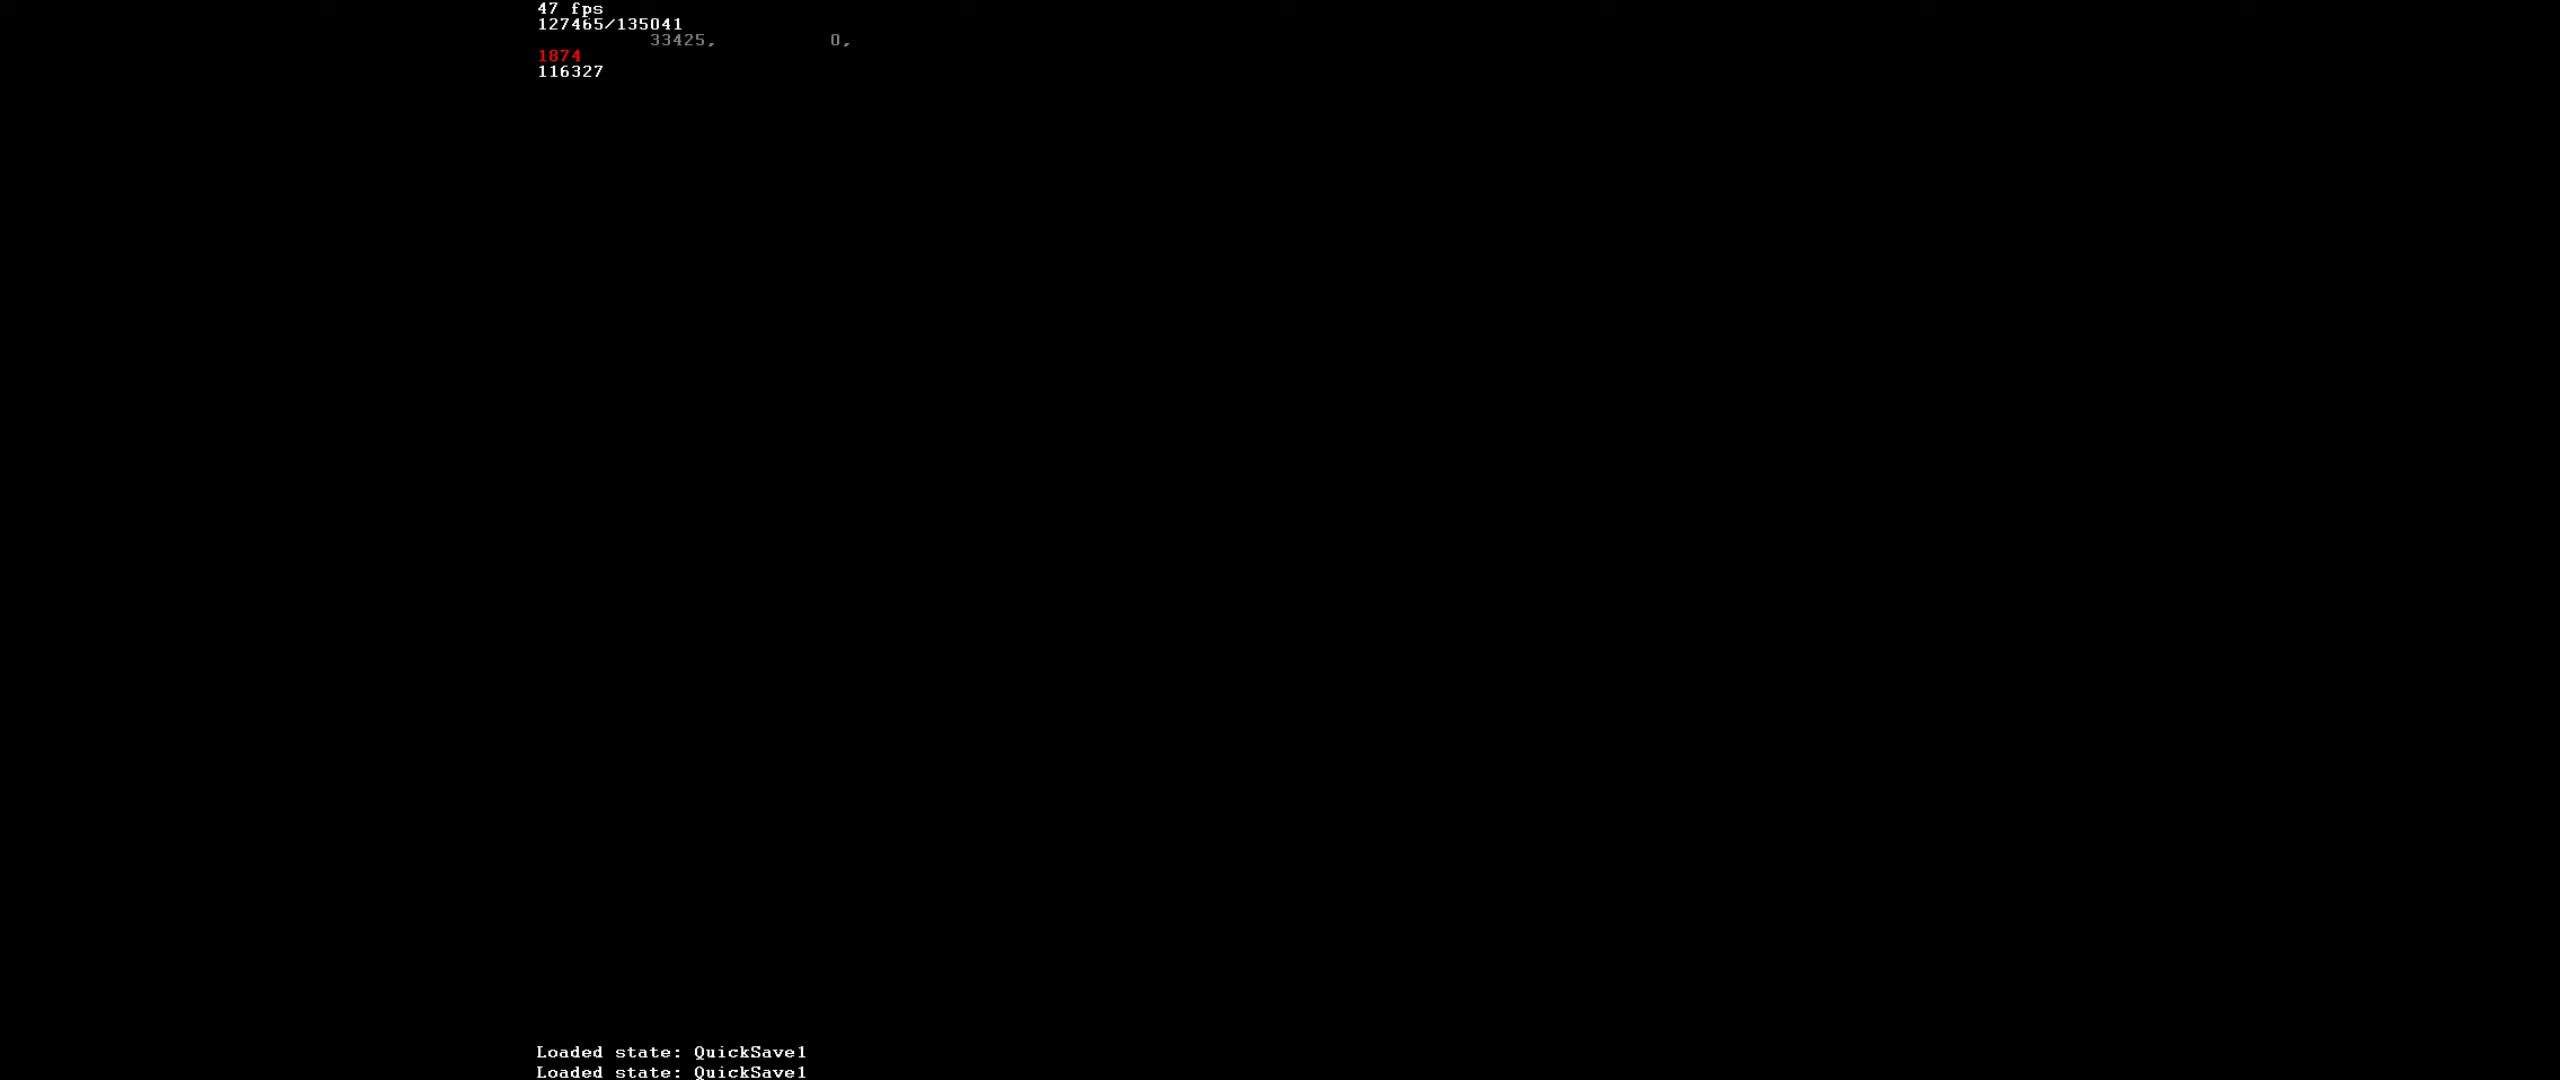 47 fps
127465/135041
33425, 0,
1874
116327
Loaded state: QuickSave1
Loaded state: QuickSave1